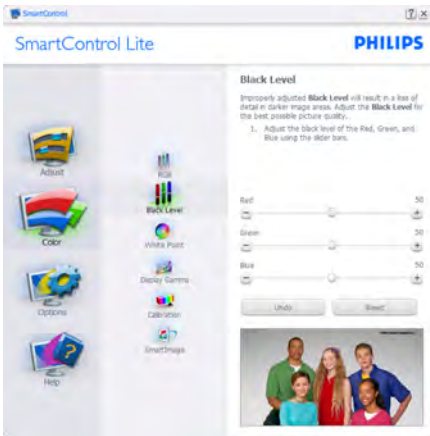 SmartControl
SmartControl Lite
PHILIPS
Adjust
Color
Options
Help
RGB
Black Level
White Point
Display Gamma
Calibration
SmartImage
Black Level
Improperly adjusted Black Level will result in a loss of
detail in darker image areas. Adjust the Black Level for
the best possible picture quality.
1. Adjust the black level of the Red, Green, and
Blue using the slider bars.
Red 50
Green 50
Blue 50
Undo Reset